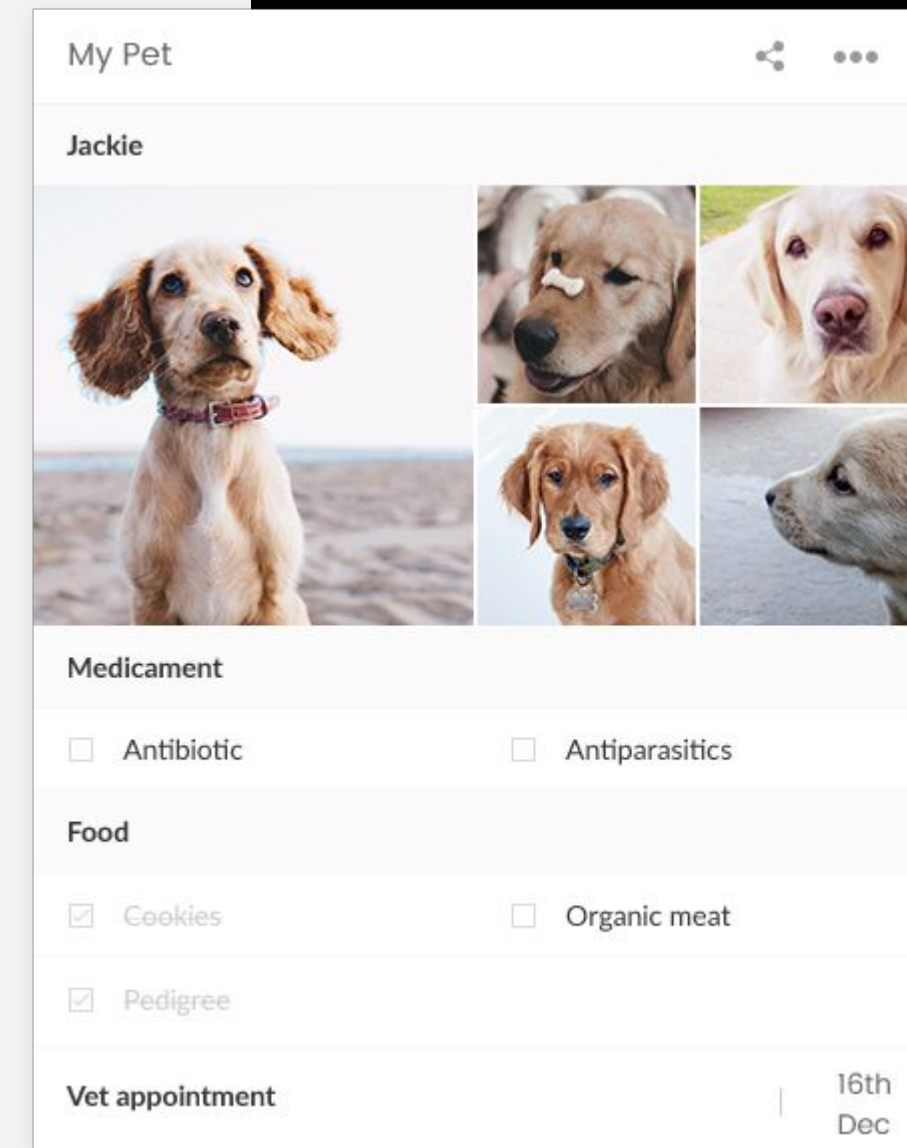 My Pet
Jackie
Medicament
Antibiotic
Antiparasitics
Food
Cookies
Organic meat
Pedigree
Vet appointment
16th
Dec